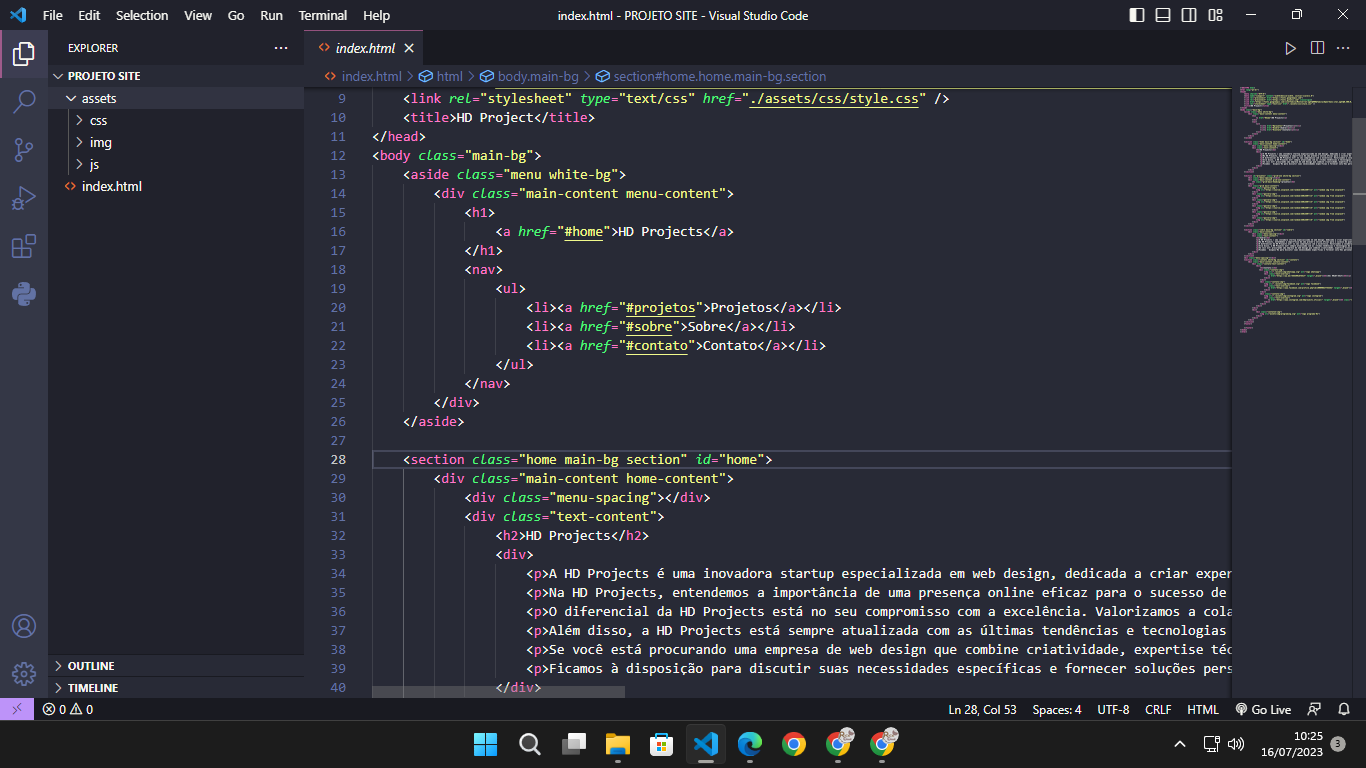 File Edit Selection View Go Run Terminal Help
index.html - PROJETO SITE - Visual Studio Code
EXPLORER
PROJETO SITE
assets
css
img
js
index.html
OUTLINE
TIMELINE
index.html
index.html > html > body.main-bg > section#home.home.main-bg.section
9 <link rel="stylesheet" type="text/css" href="./assets/css/style.css" />
10 <title>HD Project</title>
11 </head>
12 <body class="main-bg">
13 <aside class="menu white-bg">
14 <div class="main-content menu-content">
15 <h1>
16 <a href="#home">HD Projects</a>
17 </h1>
18 <nav>
19 <ul>
20 <li><a href="#projetos">Projetos</a></li>
21 <li><a href="#sobre">Sobre</a></li>
22 <li><a href="#contato">Contato</a></li>
23 </ul>
24 </nav>
25 </div>
26 </aside>
27
28 <section class="home main-bg section" id="home">
29 <div class="main-content home-content">
30 <div class="menu-spacing"></div>
31 <div class="text-content">
32 <h2>HD Projects</h2>
33 <div>
34 <p>A HD Projects é uma inovadora startup especializada em web design, dedicada a criar exper
35 <p>Na HD Projects, entendemos a importância de uma presença online eficaz para o sucesso de
36 <p>O diferencial da HD Projects está no seu compromisso com a excelência. Valorizamos a cola
37 <p>Além disso, a HD Projects está sempre atualizada com as últimas tendências e tecnologias
38 <p>Se você está procurando uma empresa de web design que combine criatividade, expertise téc
39 <p>Ficamos à disposição para discutir suas necessidades específicas e fornecer soluções pers
40 </div>
0 0
Ln 28, Col 53 Spaces: 4 UTF-8 CRLF HTML Go Live
10:25
16/07/2023
3